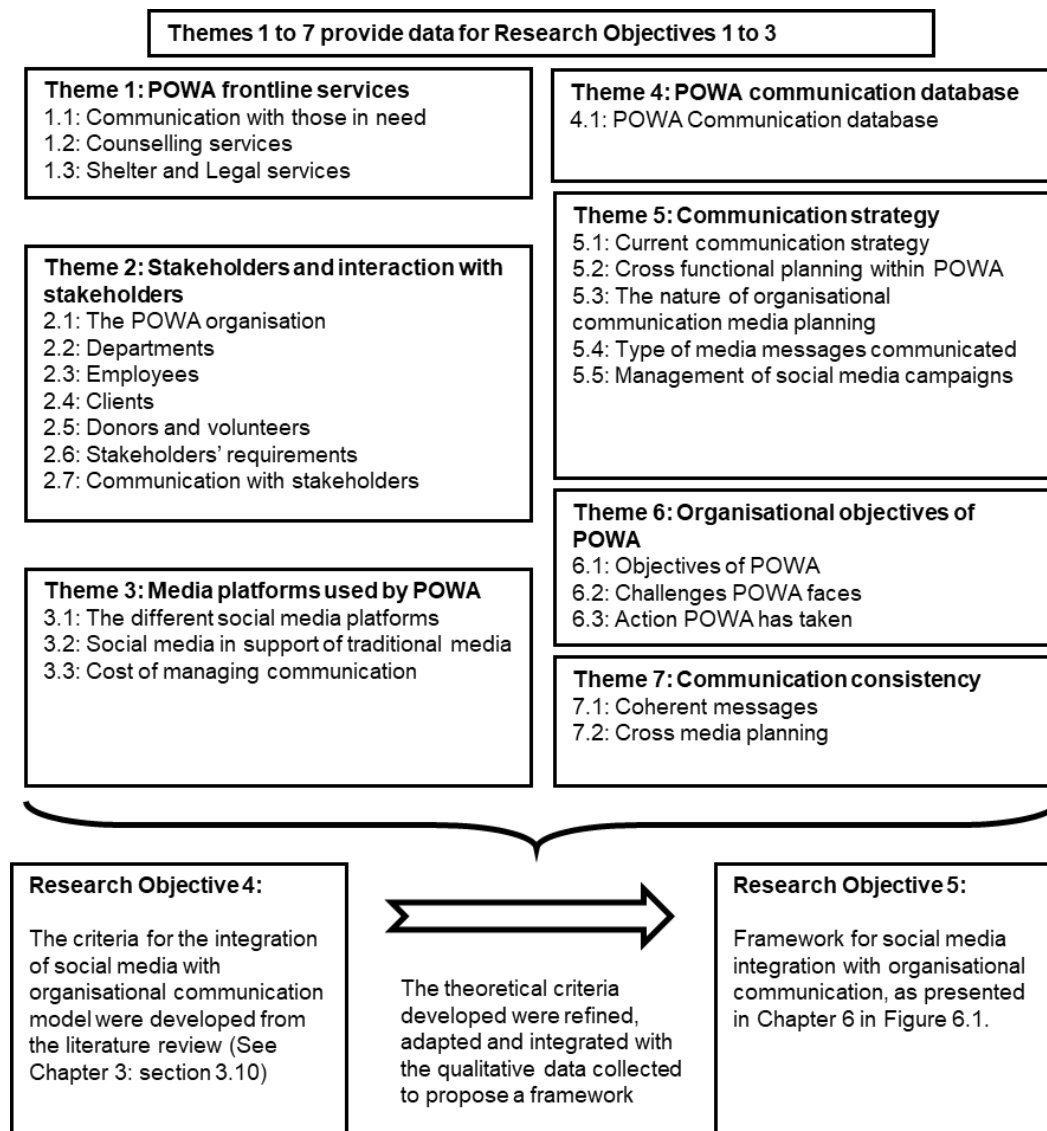 Themes 1 to 7 provide data for Research Objectives 1 to 3
Theme 1: POWA frontline services
1.1: Communication with those in need
1.2: Counselling services
1.3: Shelter and Legal services
Theme 2: Stakeholders and interaction with
stakeholders
2.1: The POWA organisation
2.2: Departments
2.3: Employees
2.4: Clients
2.5: Donors and volunteers
2.6: Stakeholders' requirements
2.7: Communication with stakeholders
Theme 3: Media platforms used by POWA
3.1: The different social media platforms
3.2: Social media in support of traditional media
3.3: Cost of managing communication
Theme 4: POWA communication database
4.1: POWA Communication database
Theme 5: Communication strategy
5.1: Current communication strategy
5.2: Cross functional planning within POWA
5.3: The nature of organisational
communication media planning
5.4: Type of media messages communicated
5.5: Management of social media campaigns
Theme 6: Organisational objectives of
POWA
6.1: Objectives of POWA
6.2: Challenges POWA faces
6.3: Action POWA has taken
Theme 7: Communication consistency
7.1: Coherent messages
7.2: Cross media planning
Research Objective 4:
The criteria for the integration
of social media with
organisational communication
model were developed from
the literature review (See
Chapter 3: section 3.10)
The theoretical criteria
developed were refined,
adapted and integrated with
the qualitative data collected
to propose a framework
Research Objective 5:
Framework for social media
integration with organisational
communication, as presented
in Chapter 6 in Figure 6.1.